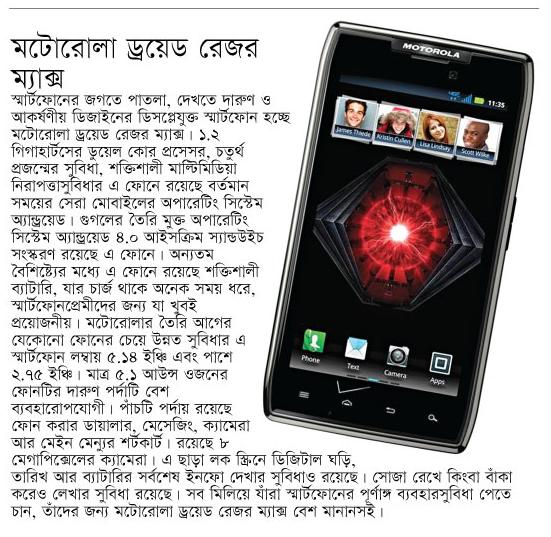 মটোরোলা ড্রয়েড রেজর
ম্যাক্স
স্মার্টফোনের জগতে পাতলা, দেখতে দারুণ ও
আকর্ষণীয় ডিজাইনের ডিসপ্লেযুক্ত স্মার্টফোন হচ্ছে
মটোরোলা ড্রয়েড রেজর ম্যাক্স। ১.২
গিগাহার্টসের ডুয়েল কোর প্রসেসর, চতুর্থ
প্রজন্মের সুবিধা, শক্তিশালী মাল্টিমিডিয়া
নিরাপত্তাসুবিধার এ ফোনে রয়েছে বর্তমান
সময়ের সেরা মোবাইলের অপারেটিং সিস্টেম
অ্যান্ড্রয়েড। গুগলের তৈরি মুক্ত অপারেটিং
সিস্টেম অ্যান্ড্রয়েড ৪.০ আইসক্রিম স্যান্ডউইচ
সংস্করণ রয়েছে এ ফোনে। অন্যতম
বৈশিষ্ট্যের মধ্যে এ ফোনে রয়েছে শক্তিশালী
ব্যাটারি, যার চার্জ থাকে অনেক সময় ধরে,
স্মার্টফোনপ্রেমীদের জন্য যা খুবই
প্রয়োজনীয়। মটোরোলার তৈরি আগের
যেকোনো ফোনের চেয়ে উন্নত সুবিধার এ
স্মার্টফোন লম্বায় ৫.১৪ ইঞ্চি এবং পাশে
২.৭৫ ইঞ্চি। মাত্র ৫.১ আউন্স ওজনের
ফোনটির দারুণ পর্দাটি বেশ
ব্যবহারোপযোগী। পাঁচটি পর্দায় রয়েছে
ফোন করার ডায়ালার, মেসেজিং, ক্যামেরা
আর মেইন মেন্যুর শর্টকার্ট। রয়েছে ৮
মেগাপিক্সেলের ক্যামেরা। এ ছাড়া লক স্ক্রিনে ডিজিটাল ঘড়ি,
তারিখ আর ব্যাটারির সর্বশেষ ইনফো দেখার সুবিধাও রয়েছে। সোজা রেখে কিংবা বাঁকা
করেও লেখার সুবিধা রয়েছে। সব মিলিয়ে যাঁরা স্মার্টফোনের পূর্ণাঙ্গ ব্যবহারসুবিধা পেতে
চান, তাঁদের জন্য মটোরোলা ড্রয়েড রেজর ম্যাক্স বেশ মানানসই।
MOTOROLA
11:35
James Thiede Kristin Cullen Lisa Lindsay Scott Wilke
Phone Text Camera Apps